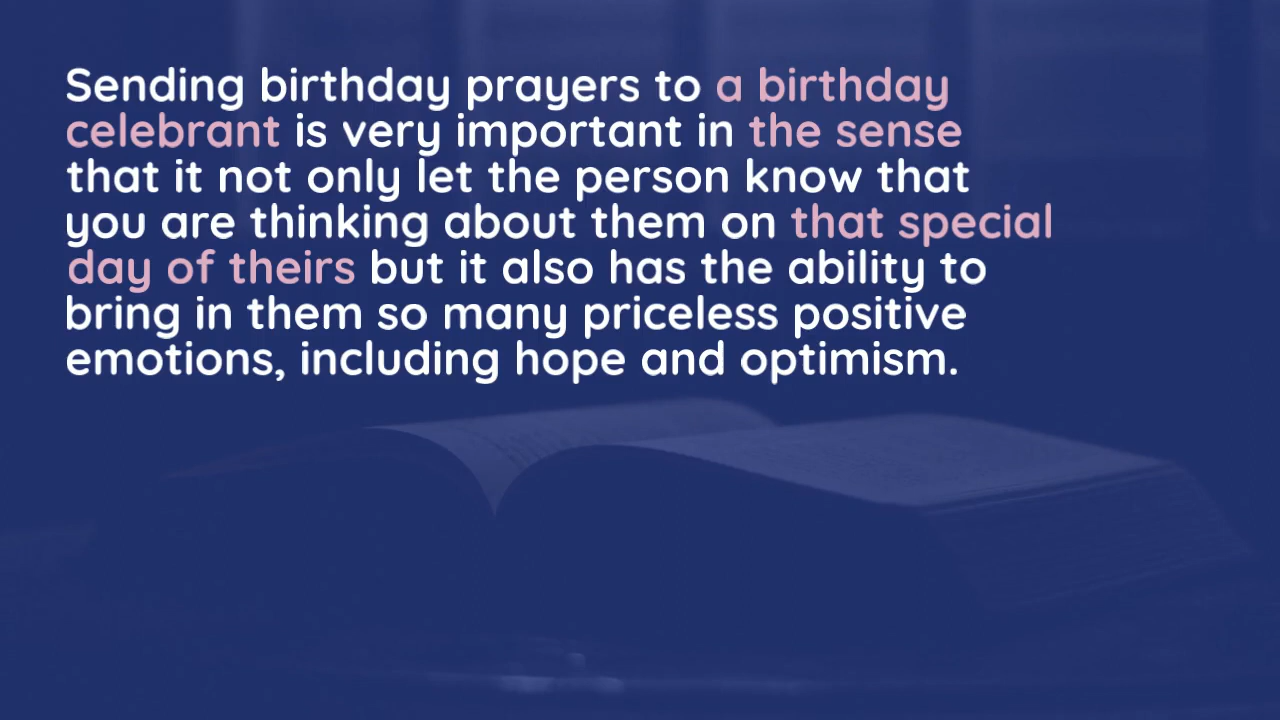 Sending birthday prayers to a birthday
celebrant is very important in the sense
that it not only let the person know that
you are thinking about them on that special
day of theirs but it also has the ability to
bring in them so many priceless positive
emotions, including hope and optimism.